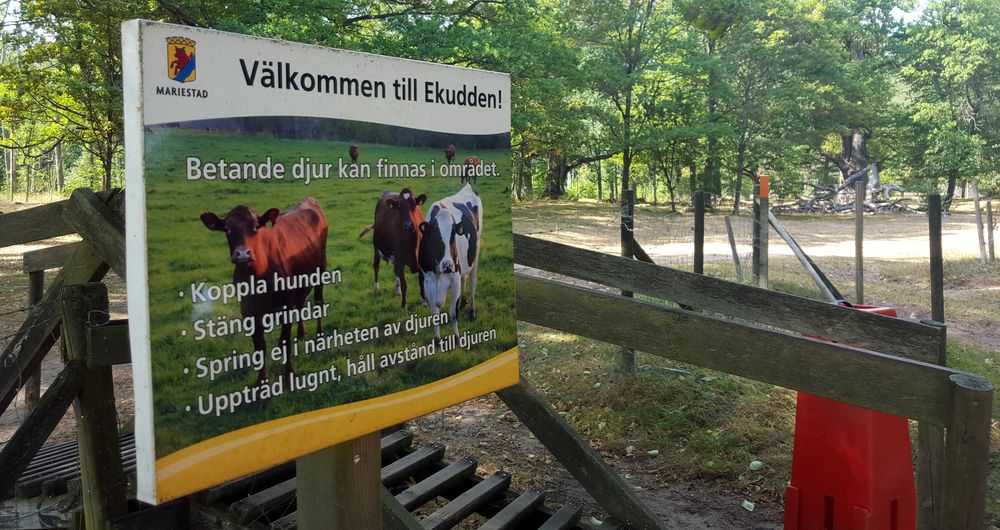 MARIESTAD
Välkommen till Ekudden!
Betande djur kan finnas i området.
· Koppla hunden
· Stäng grindar
· Spring ej i närheten av djuren
· Uppträd lugnt, håll avstånd till djuren